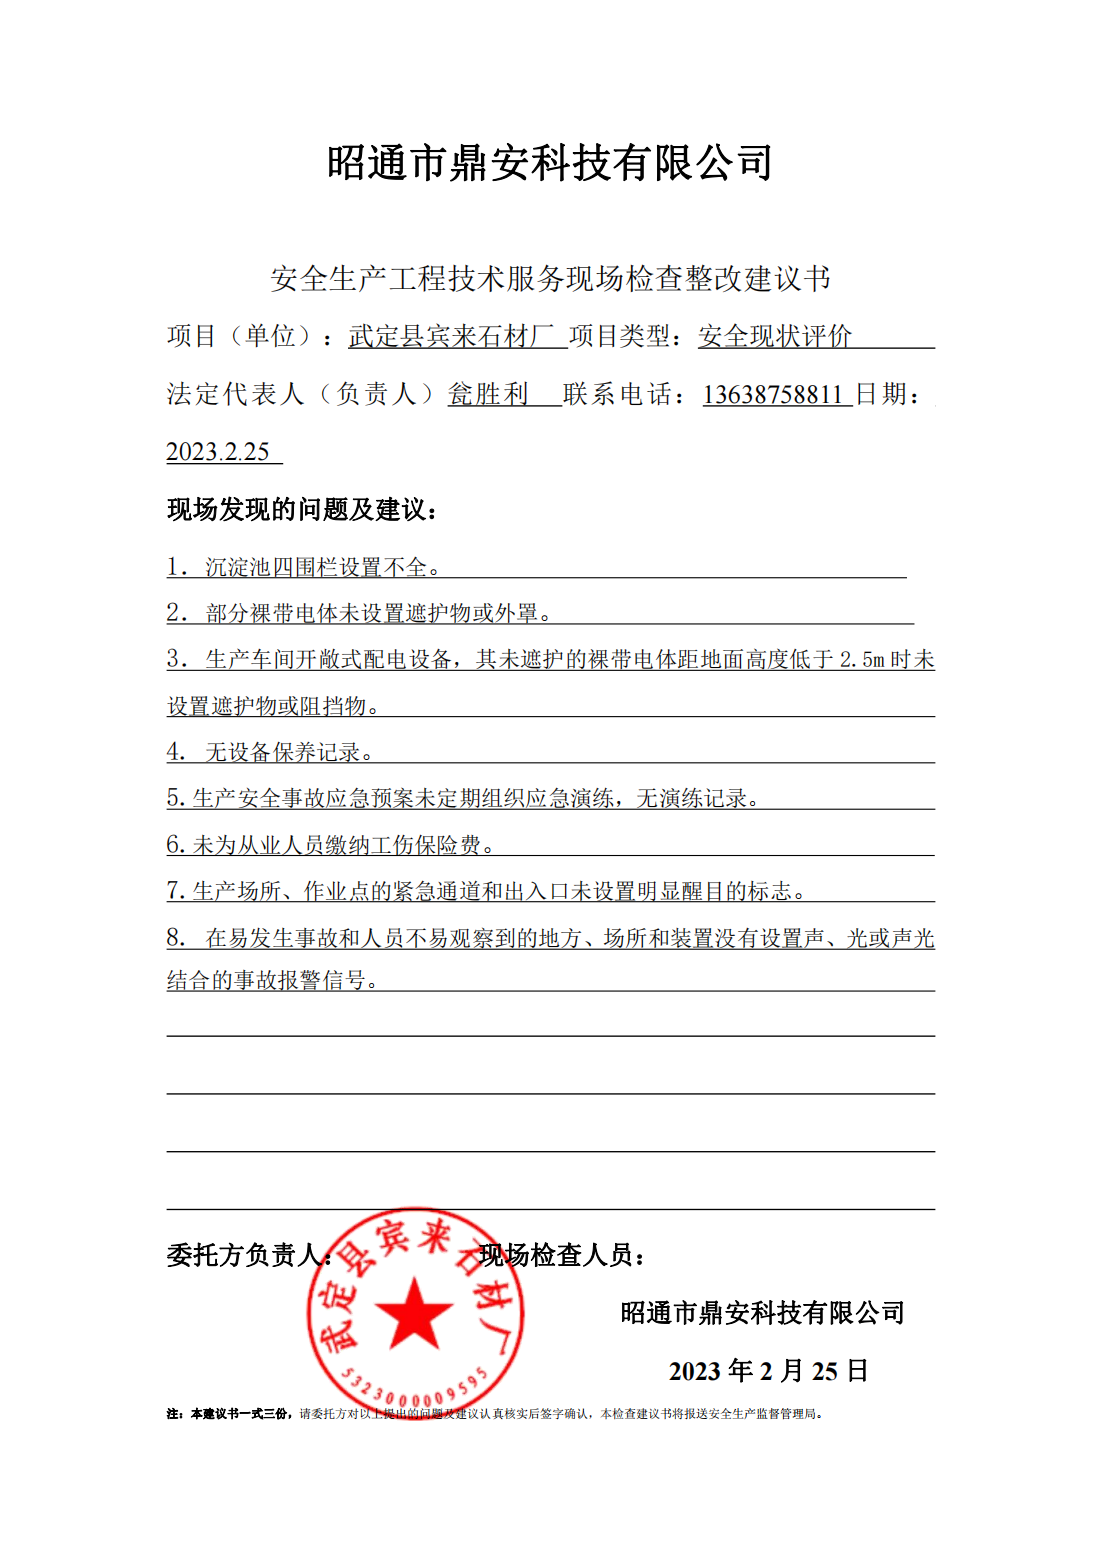 昭通市鼎安科技有限公司
安全生产工程技术服务现场检查整改建议书
项目（单位）：武定县宾来石材厂 项目类型：安全现状评价
法定代表人（负责人）瓮胜利 联系电话：13638758811 日期：
2023.2.25
现场发现的问题及建议：
1. 沉淀池四围栏设置不全。
2. 部分裸带电体未设置遮护物或外罩。
3. 生产车间开敞式配电设备，其未遮护的裸带电体距地面高度低于 2.5m 时未
设置遮护物或阻挡物。
4. 无设备保养记录。
5.生产安全事故应急预案未定期组织应急演练，无演练记录。
6.未为从业人员缴纳工伤保险费。
7.生产场所、作业点的紧急通道和出入口未设置明显醒目的标志。
8. 在易发生事故和人员不易观察到的地方、场所和装置没有设置声、光或声光
结合的事故报警信号。
委托方负责人： 现场检查人员：
武定县宾来石材厂
5323000009595
昭通市鼎安科技有限公司
2023 年 2 月 25 日
注：本建议书一式三份，请委托方对以上提出的问题及建议认真核实后签字确认，本检查建议书将报送安全生产监督管理局。